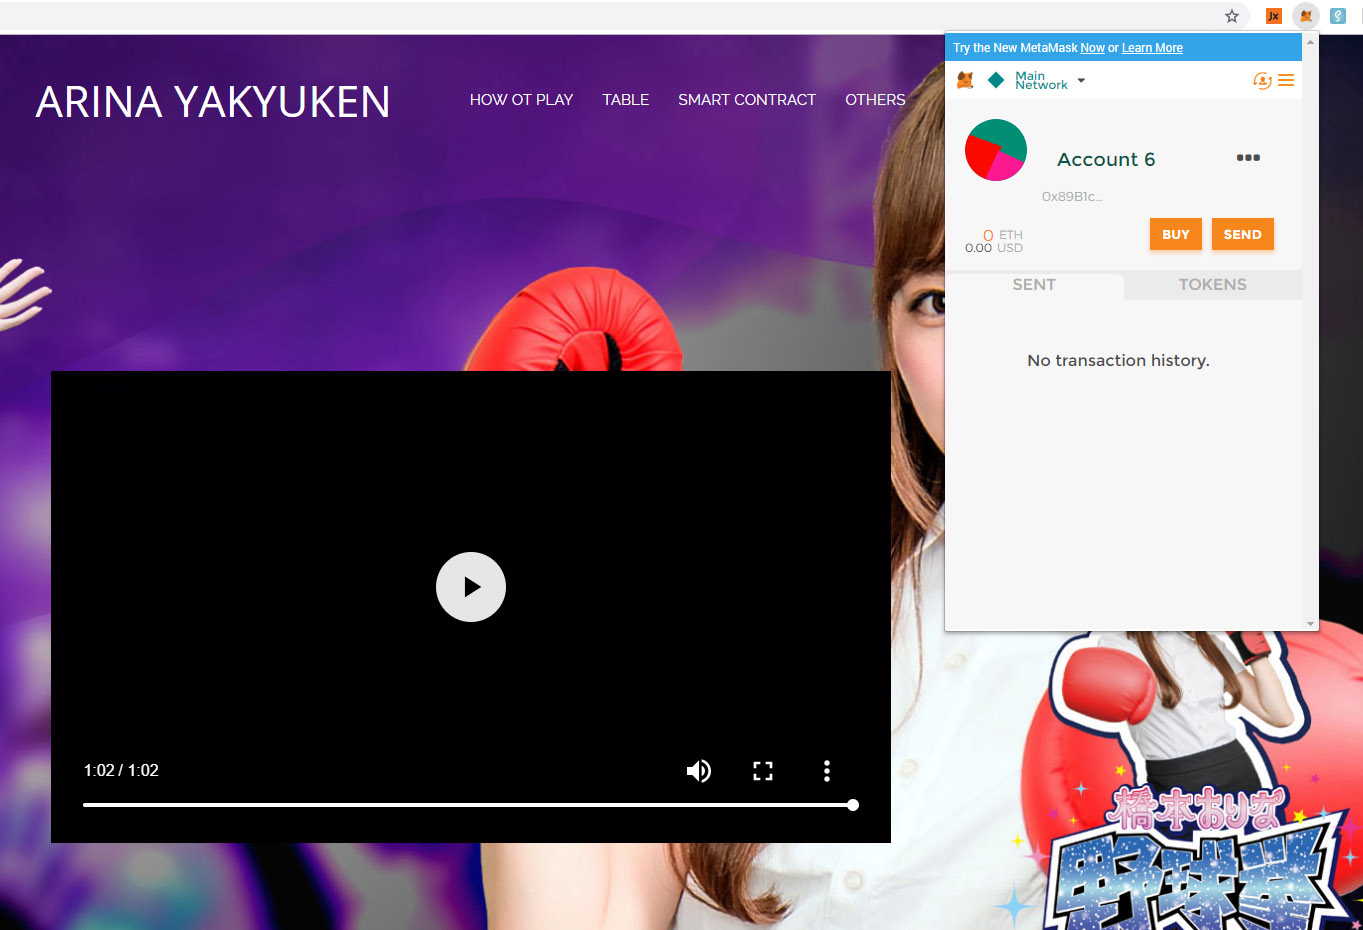 Jx
Try the New MetaMask Now or Learn More
ARINA YAKYUKEN
HOW OT PLAY
TABLE
SMART CONTRACT
OTHERS
Main
Network
Account 6
0x89B1c...
0 ETH
0.00 USD
BUY
SEND
SENT
TOKENS
No transaction history.
1:02 / 1:02
橋本ありな
野球拳